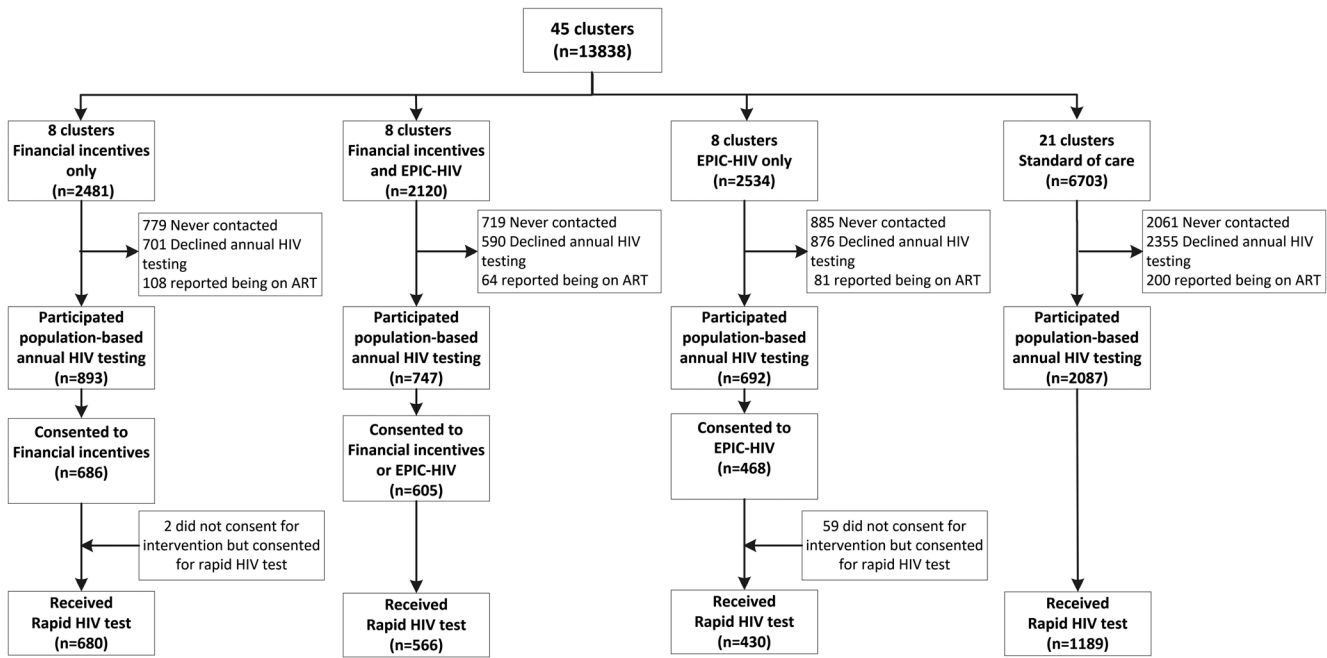 45 clusters
(n=13838)
8 clusters
Financial incentives
only
(n=2481)
8 clusters
Financial incentives
and EPIC-HIV
(n=2120)
8 clusters
EPIC-HIV only
(n=2534)
21 clusters
Standard of care
(n=6703)
779 Never contacted
701 Declined annual HIV
testing
108 reported being on ART
719 Never contacted
590 Declined annual HIV
testing
64 reported being on ART
885 Never contacted
876 Declined annual HIV
testing
81 reported being on ART
2061 Never contacted
2355 Declined annual HIV
testing
200 reported being on ART
Participated
population-based
annual HIV testing
(n=893)
Participated
population-based
annual HIV testing
(n=747)
Participated
population-based
annual HIV testing
(n=692)
Participated
population-based
annual HIV testing
(n=2087)
Consented to
Financial incentives
(n=686)
Consented to
Financial incentives
or EPIC-HIV
(n=605)
Consented to
EPIC-HIV
(n=468)
2 did not consent for
intervention but consented
for rapid HIV test
59 did not consent for
intervention but consented
for rapid HIV test
Received
Rapid HIV test
(n=680)
Received
Rapid HIV test
(n=566)
Received
Rapid HIV test
(n=430)
Received
Rapid HIV test
(n=1189)